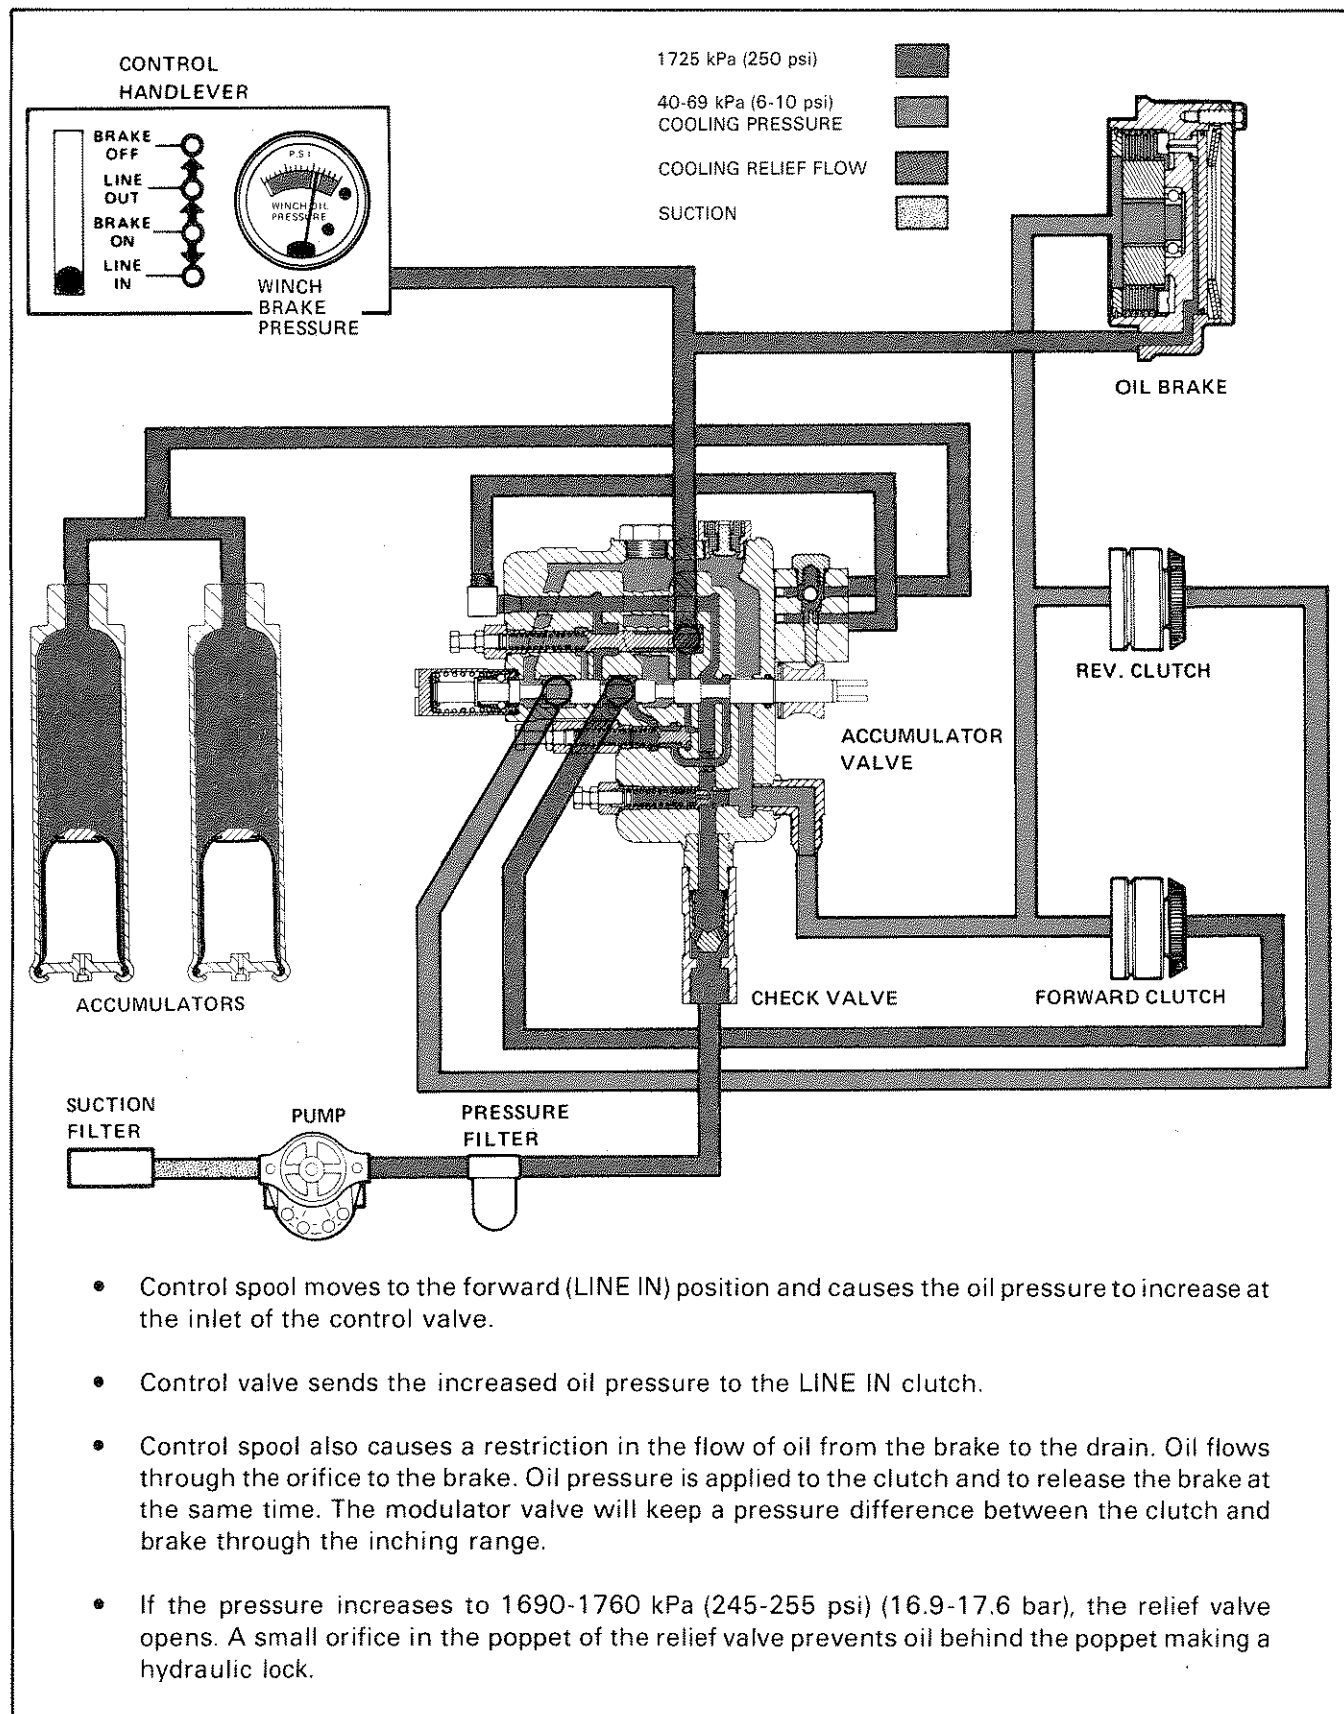 CONTROL
HANDLEVER
BRAKE
OFF
LINE
OUT
BRAKE
ON
LINE
IN
P.S.I
WINCH OIL
PRESSURE
WINCH
BRAKE
PRESSURE
1725 kPa (250 psi)
40-69 kPa (6-10 psi)
COOLING PRESSURE
COOLING RELIEF FLOW
SUCTION
OIL BRAKE
REV. CLUTCH
ACCUMULATOR
VALVE
ACCUMULATORS
CHECK VALVE
FORWARD CLUTCH
SUCTION
FILTER
PUMP
PRESSURE
FILTER
• Control spool moves to the forward (LINE IN) position and causes the oil pressure to increase at
the inlet of the control valve.
• Control valve sends the increased oil pressure to the LINE IN clutch.
• Control spool also causes a restriction in the flow of oil from the brake to the drain. Oil flows
through the orifice to the brake. Oil pressure is applied to the clutch and to release the brake at
the same time. The modulator valve will keep a pressure difference between the clutch and
brake through the inching range.
• If the pressure increases to 1690-1760 kPa (245-255 psi) (16.9-17.6 bar), the relief valve
opens. A small orifice in the poppet of the relief valve prevents oil behind the poppet making a
hydraulic lock.